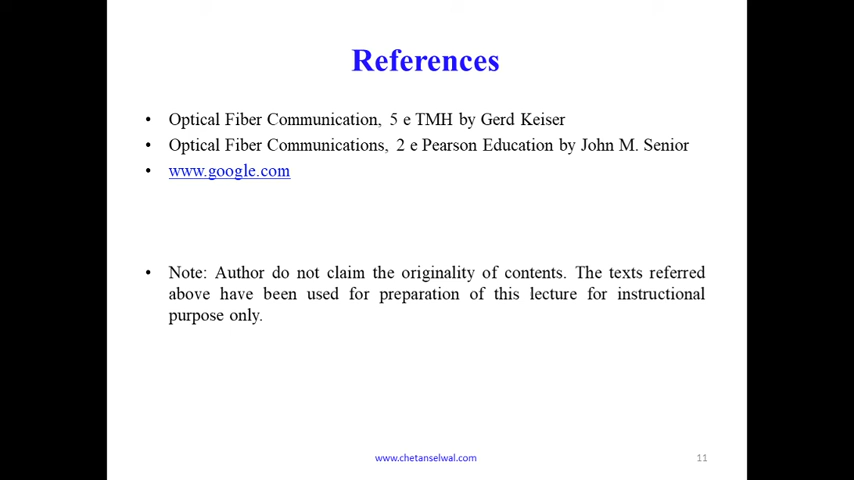 References
• Optical Fiber Communication, 5 e TMH by Gerd Keiser
• Optical Fiber Communications, 2 e Pearson Education by John M. Senior
• www.google.com
• Note: Author do not claim the originality of contents. The texts referred
above have been used for preparation of this lecture for instructional
purpose only.
www.chetanselwal.com
11